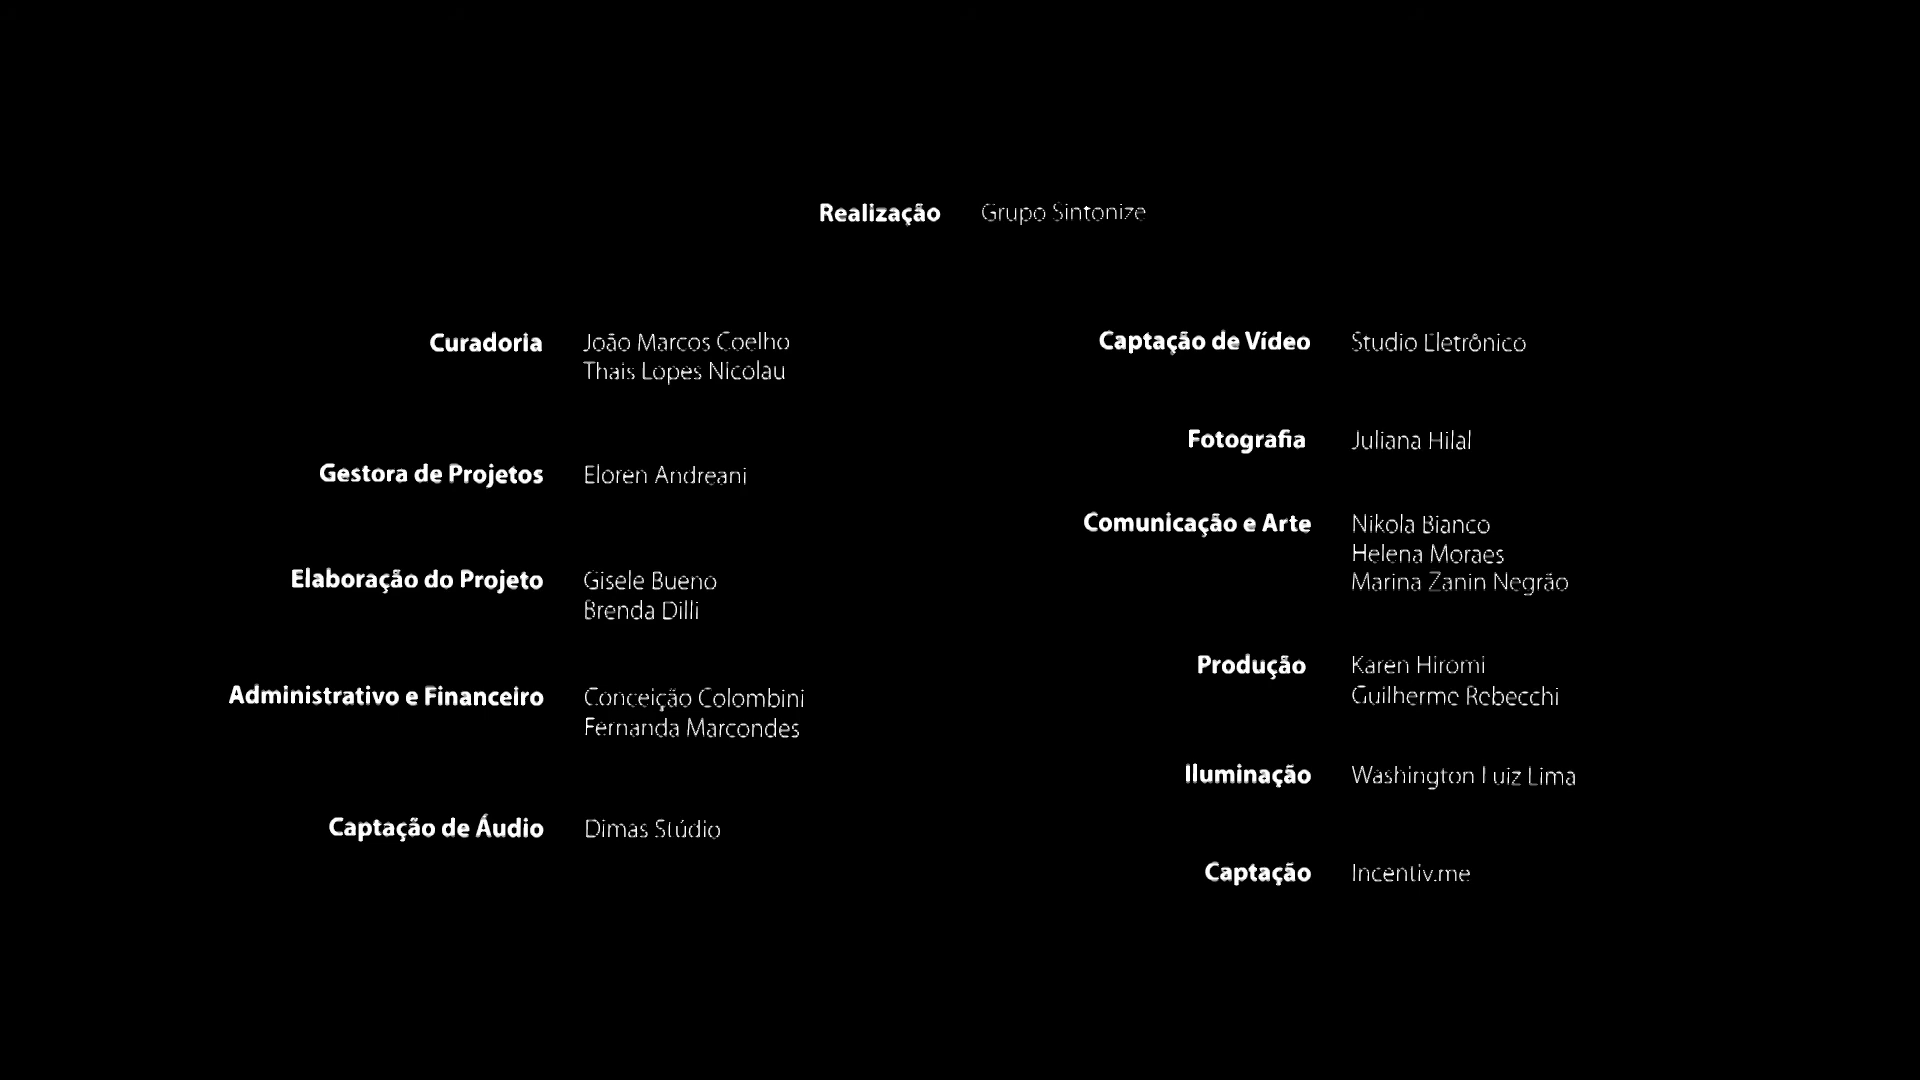 Realização Grupo Sintonize
Curadoria João Marcos Coelho
Thais Lopes Nicolau
Gestora de Projetos Eloren Andreani
Elaboração do Projeto Gisele Bueno
Brenda Dilli
Administrativo e Financeiro Conceição Colombini
Fernanda Marcondes
Captação de Áudio Dimas Stúdio
Captação de Vídeo Studio Eletrônico
Fotografia Juliana Hilal
Comunicação e Arte Nikola Bianco
Helena Moraes
Marina Zanin Negrão
Produção Karen Hiromi
Guilherme Rebecchi
Iluminação Washington Luiz Lima
Captação Incentiv.me